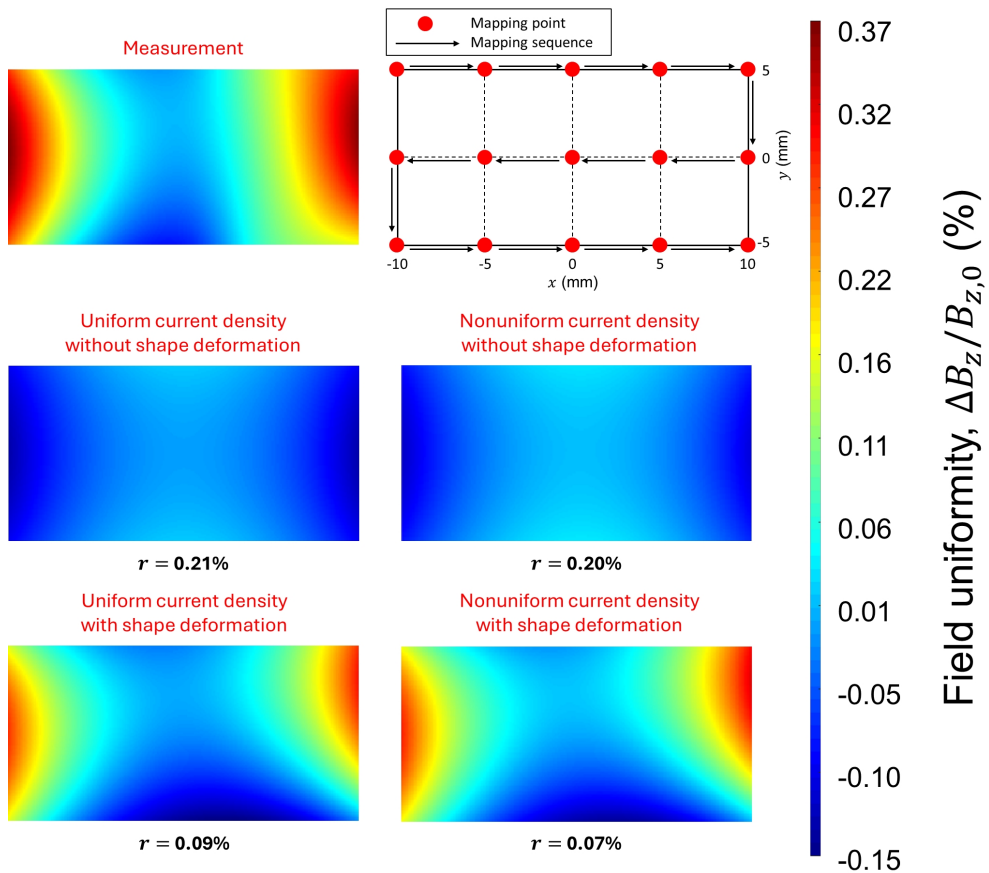 Measurement
Mapping point
Mapping sequence
5
0
-5
y (mm)
-10 -5 0 5 10
x (mm)
Uniform current density
without shape deformation
r = 0.21%
Nonuniform current density
without shape deformation
r = 0.20%
Uniform current density
with shape deformation
r = 0.09%
Nonuniform current density
with shape deformation
r = 0.07%
0.37
0.32
0.27
0.22
0.16
0.11
0.06
0.01
-0.05
-0.10
-0.15
Field uniformity, ΔB_z/B_{z,0} (%)